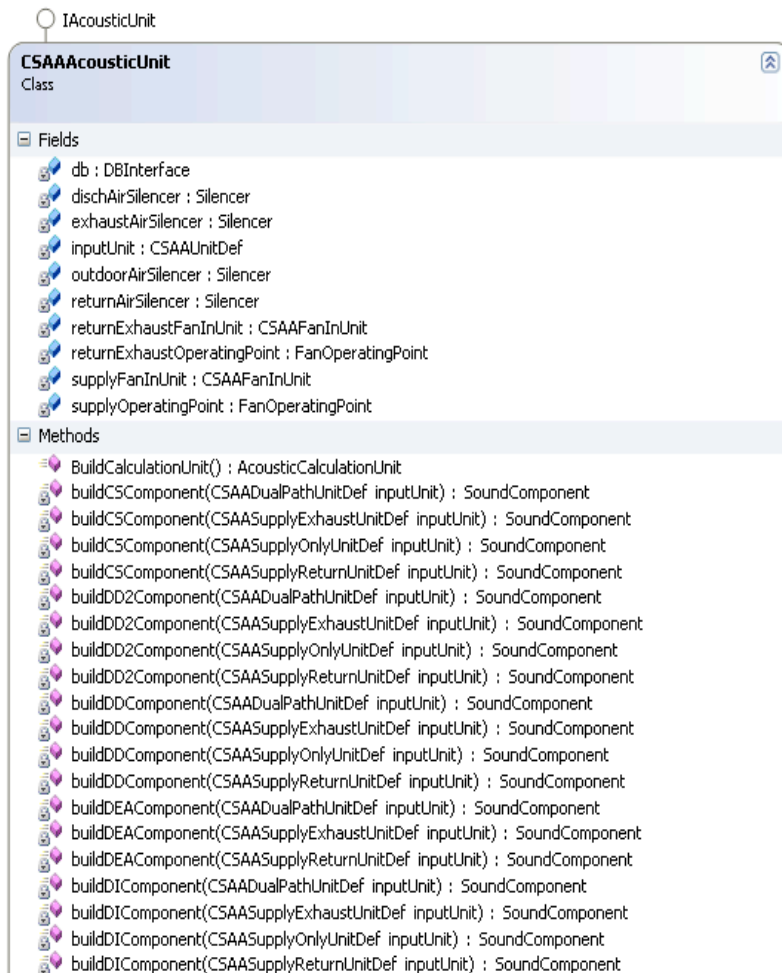 IAcousticUnit
CSAAAcousticUnit
Class
Fields
db : DBInterface
dischAirSilencer : Silencer
exhaustAirSilencer : Silencer
inputUnit : CSAAUnitDef
outdoorAirSilencer : Silencer
returnAirSilencer : Silencer
returnExhaustFanInUnit : CSAAFanInUnit
returnExhaustOperatingPoint : FanOperatingPoint
supplyFanInUnit : CSAAFanInUnit
supplyOperatingPoint : FanOperatingPoint
Methods
BuildCalculationUnit() : AcousticCalculationUnit
buildCSComponent(CSAADualPathUnitDef inputUnit) : SoundComponent
buildCSComponent(CSAASupplyExhaustUnitDef inputUnit) : SoundComponent
buildCSComponent(CSAASupplyOnlyUnitDef inputUnit) : SoundComponent
buildCSComponent(CSAASupplyReturnUnitDef inputUnit) : SoundComponent
buildDD2Component(CSAADualPathUnitDef inputUnit) : SoundComponent
buildDD2Component(CSAASupplyExhaustUnitDef inputUnit) : SoundComponent
buildDD2Component(CSAASupplyOnlyUnitDef inputUnit) : SoundComponent
buildDD2Component(CSAASupplyReturnUnitDef inputUnit) : SoundComponent
buildDDComponent(CSAADualPathUnitDef inputUnit) : SoundComponent
buildDDComponent(CSAASupplyExhaustUnitDef inputUnit) : SoundComponent
buildDDComponent(CSAASupplyOnlyUnitDef inputUnit) : SoundComponent
buildDDComponent(CSAASupplyReturnUnitDef inputUnit) : SoundComponent
buildDEAComponent(CSAADualPathUnitDef inputUnit) : SoundComponent
buildDEAComponent(CSAASupplyExhaustUnitDef inputUnit) : SoundComponent
buildDEAComponent(CSAASupplyReturnUnitDef inputUnit) : SoundComponent
buildDIComponent(CSAADualPathUnitDef inputUnit) : SoundComponent
buildDIComponent(CSAASupplyExhaustUnitDef inputUnit) : SoundComponent
buildDIComponent(CSAASupplyOnlyUnitDef inputUnit) : SoundComponent
buildDIComponent(CSAASupplyReturnUnitDef inputUnit) : SoundComponent